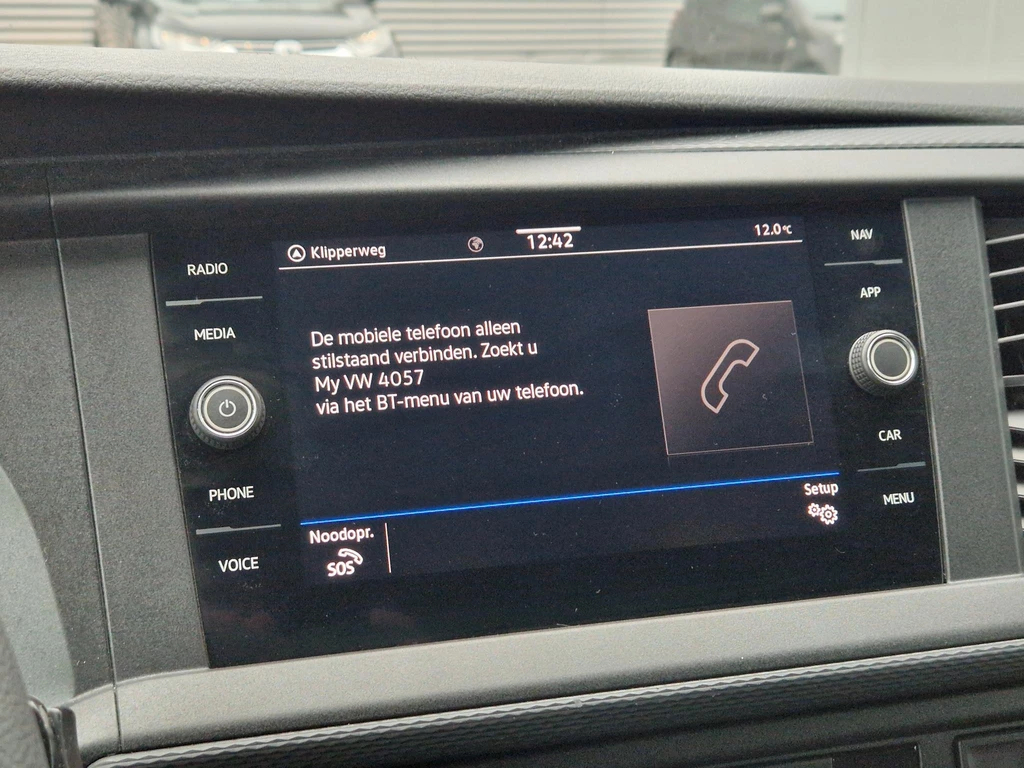 Klipperweg
12:42
12.0°C
NAV
RADIO
APP
MEDIA
De mobiele telefoon alleen
stilstaand verbinden. Zoekt u
My VW 4057
via het BT-menu van uw telefoon.
CAR
PHONE
Setup
MENU
Noodopr.
SOS
VOICE